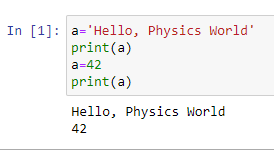 In [1]: a='Hello, Physics World'
print(a)
a=42
print(a)
Hello, Physics World
42